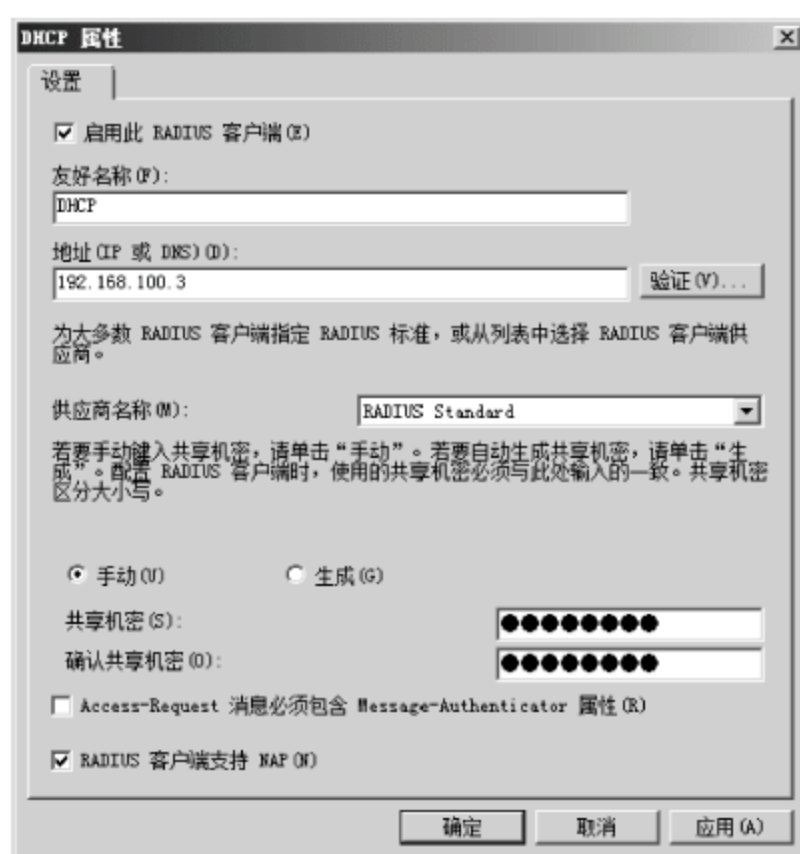 DHCP 属性
设置
启用此 RADIUS 客户端(E)
友好名称(F):
DHCP
地址(IP 或 DNS)(D):
192.168.100.3
验证(V)...
为大多数 RADIUS 客户端指定 RADIUS 标准，或从列表中选择 RADIUS 客户端供
应商。
供应商名称(M):
RADIUS Standard
若要手动键入共享机密，请单击“手动”。若要自动生成共享机密，请单击“生
成”。配置 RADIUS 客户端时，使用的共享机密必须与此处输入的一致。共享机密
区分大小写。
手动(U)
生成(G)
共享机密(S):
确认共享机密(O):
Access-Request 消息必须包含 Message-Authenticator 属性(R)
RADIUS 客户端支持 NAP(N)
确定
取消
应用(A)